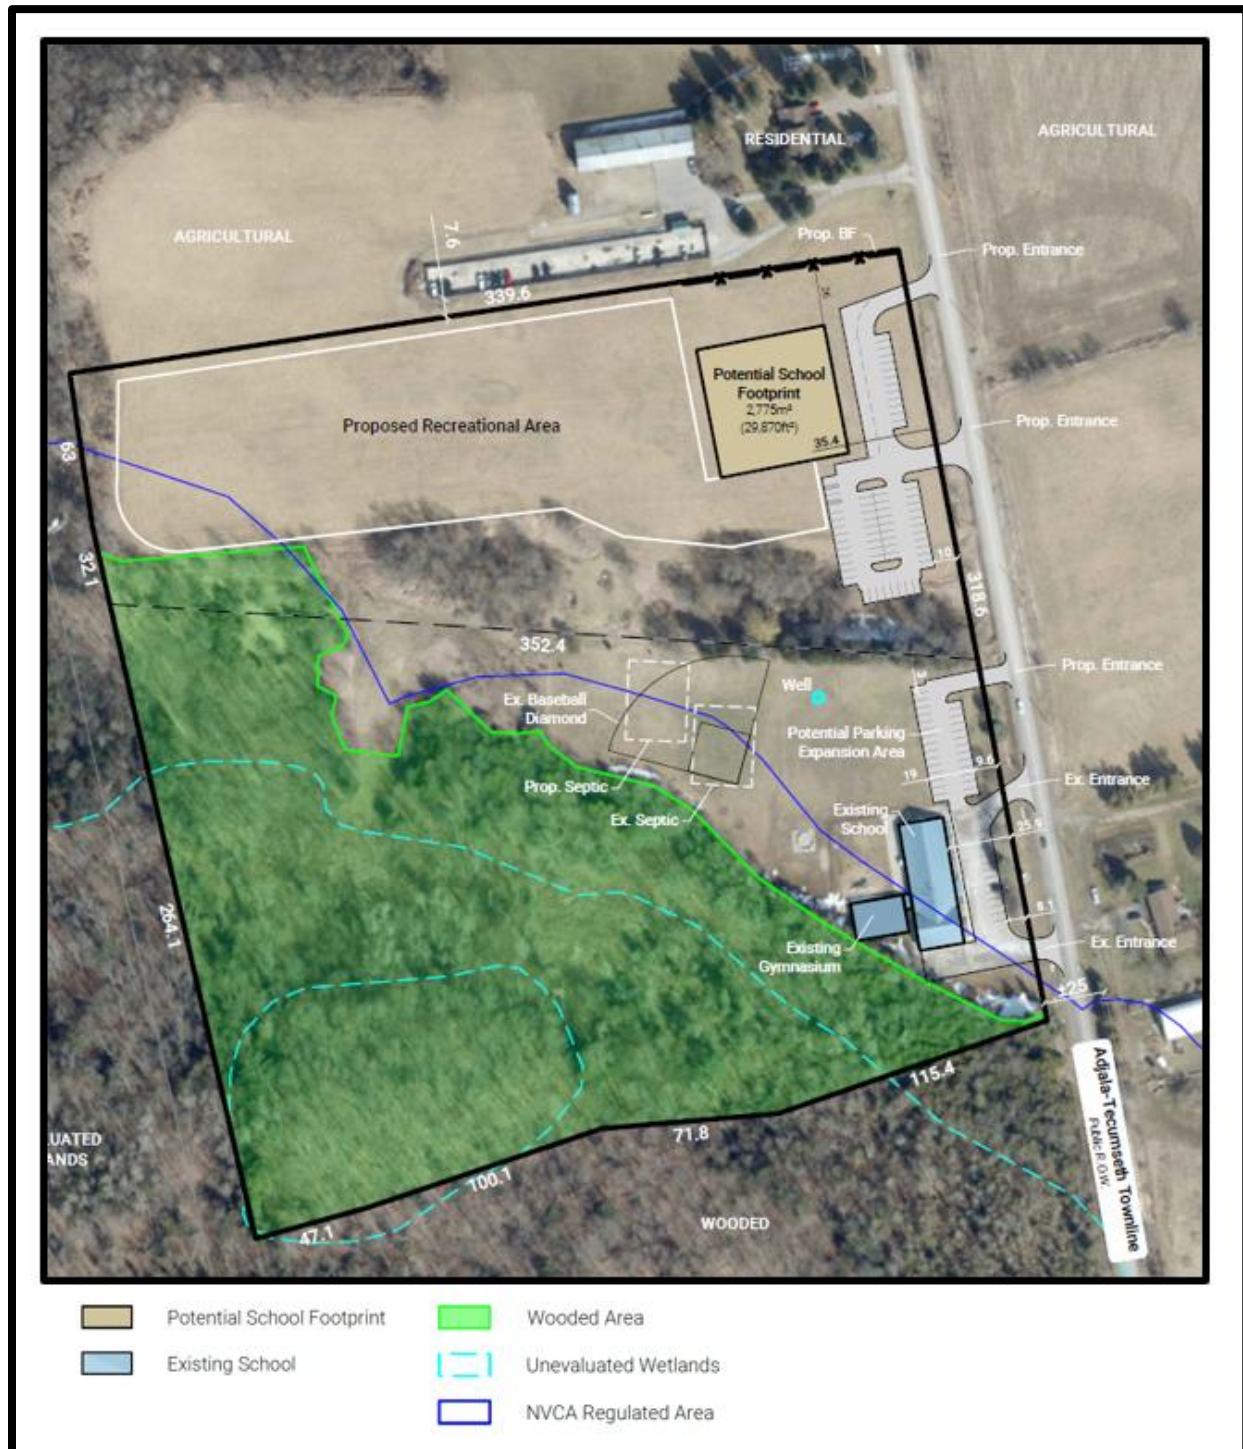 RESIDENTIAL
AGRICULTURAL
AGRICULTURAL
7.6
Prop. BF
Prop. Entrance
339.6
Potential School
Footprint
2,775m²
(29,870ft²)
Proposed Recreational Area
35.4
Prop. Entrance
63
32.1
10
318.6
352.4
Prop. Entrance
Well
Ex. Baseball
Diamond
Potential Parking
Expansion Area
Prop. Septic
19
9.6
Ex. Entrance
Ex. Septic
Existing
School
25.9
264.1
8.1
Existing
Gymnasium
Ex. Entrance
±25
115.4
71.8
100.1
47.1
LUATED
ANDS
WOODED
Adjala-Tecumseth Townline
Public R.O.W.
Potential School Footprint
Wooded Area
Existing School
Unevaluated Wetlands
NVCA Regulated Area